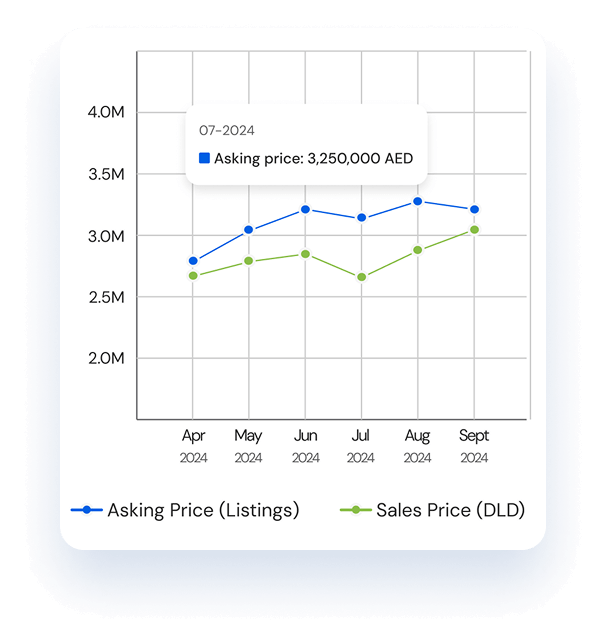 4.0M
07-2024
Asking price: 3,250,000 AED
3.5M
3.0M
2.5M
2.0M
Apr May Jun Jul Aug Sept
2024 2024 2024 2024 2024 2024
Asking Price (Listings) Sales Price (DLD)